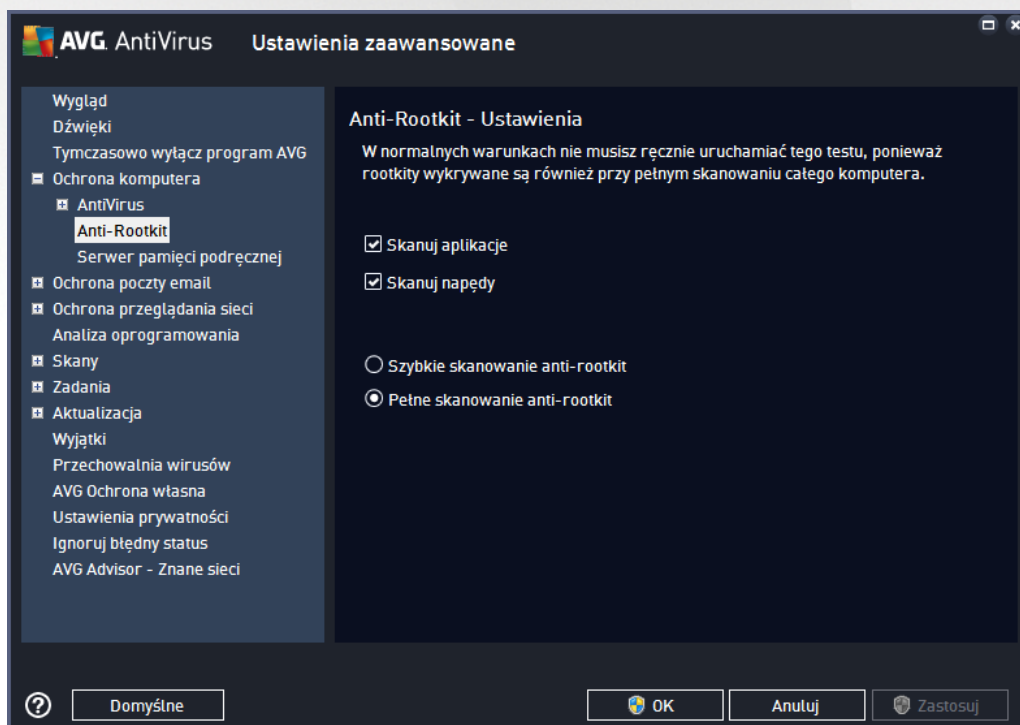 AVG. AntiVirus Ustawienia zaawansowane
Wygląd
Dźwięki
Tymczasowo wyłącz program AVG
Ochrona komputera
AntiVirus
Anti-Rootkit
Serwer pamięci podręcznej
Ochrona poczty email
Ochrona przeglądania sieci
Analiza oprogramowania
Skany
Zadania
Aktualizacja
Wyjątki
Przechowalnia wirusów
AVG Ochrona własna
Ustawienia prywatności
Ignoruj błędny status
AVG Advisor - Znane sieci
Anti-Rootkit - Ustawienia
W normalnych warunkach nie musisz ręcznie uruchamiać tego testu, ponieważ
rootkity wykrywane są również przy pełnym skanowaniu całego komputera.
Skanuj aplikacje
Skanuj napędy
Szybkie skanowanie anti-rootkit
Pełne skanowanie anti-rootkit
Domyślne OK Anuluj Zastosuj